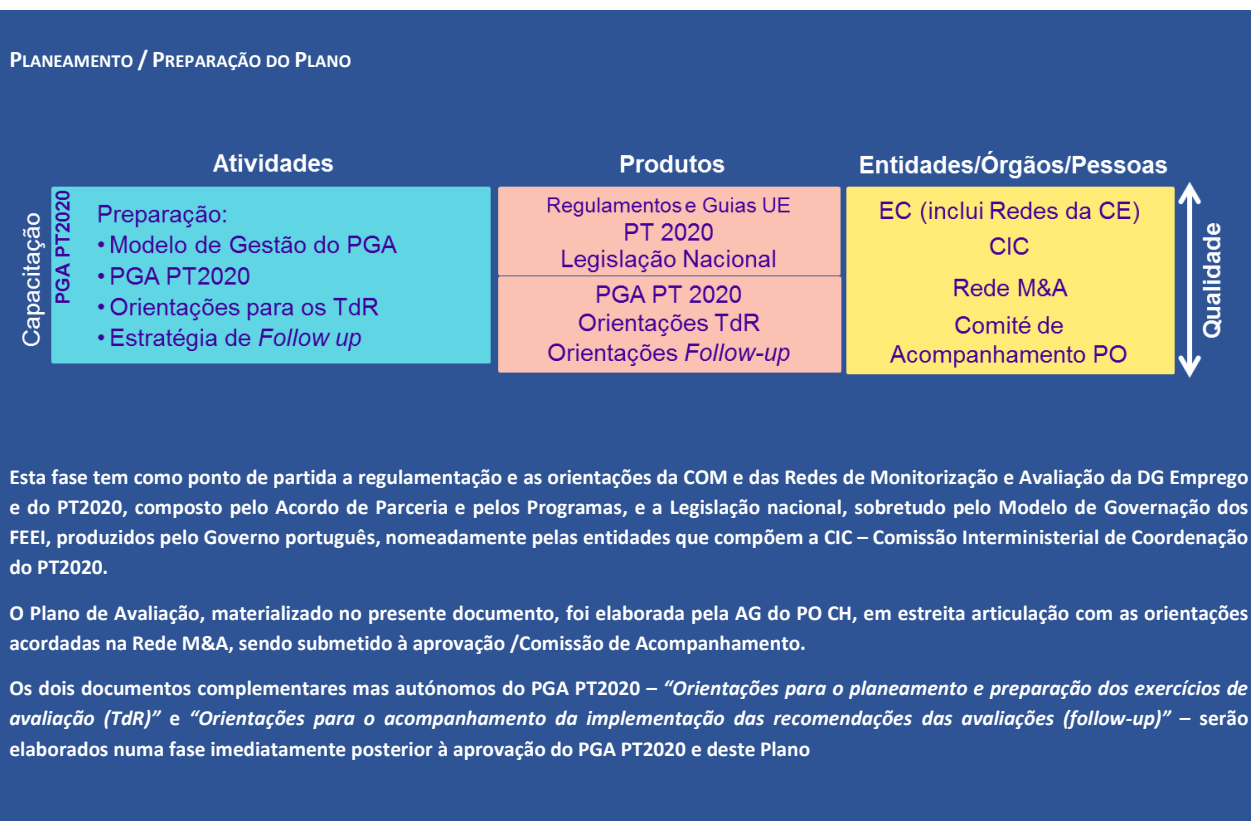 PLANEAMENTO / PREPARAÇÃO DO PLANO
Atividades
Produtos
Entidades/Órgãos/Pessoas
Capacitação
PGA PT2020
Preparação:
• Modelo de Gestão do PGA
• PGA PT2020
• Orientações para os TdR
• Estratégia de Follow up
Regulamentos e Guias UE
PT 2020
Legislação Nacional
PGA PT 2020
Orientações TdR
Orientações Follow-up
EC (inclui Redes da CE)
CIC
Rede M&A
Comité de
Acompanhamento PO
Qualidade
Esta fase tem como ponto de partida a regulamentação e as orientações da COM e das Redes de Monitorização e Avaliação da DG Emprego
e do PT2020, composto pelo Acordo de Parceria e pelos Programas, e a Legislação nacional, sobretudo pelo Modelo de Governação dos
FEEI, produzidos pelo Governo português, nomeadamente pelas entidades que compõem a CIC – Comissão Interministerial de Coordenação
do PT2020.
O Plano de Avaliação, materializado no presente documento, foi elaborada pela AG do PO CH, em estreita articulação com as orientações
acordadas na Rede M&A, sendo submetido à aprovação /Comissão de Acompanhamento.
Os dois documentos complementares mas autónomos do PGA PT2020 – “Orientações para o planeamento e preparação dos exercícios de
avaliação (TdR)” e “Orientações para o acompanhamento da implementação das recomendações das avaliações (follow-up)” – serão
elaborados numa fase imediatamente posterior à aprovação do PGA PT2020 e deste Plano